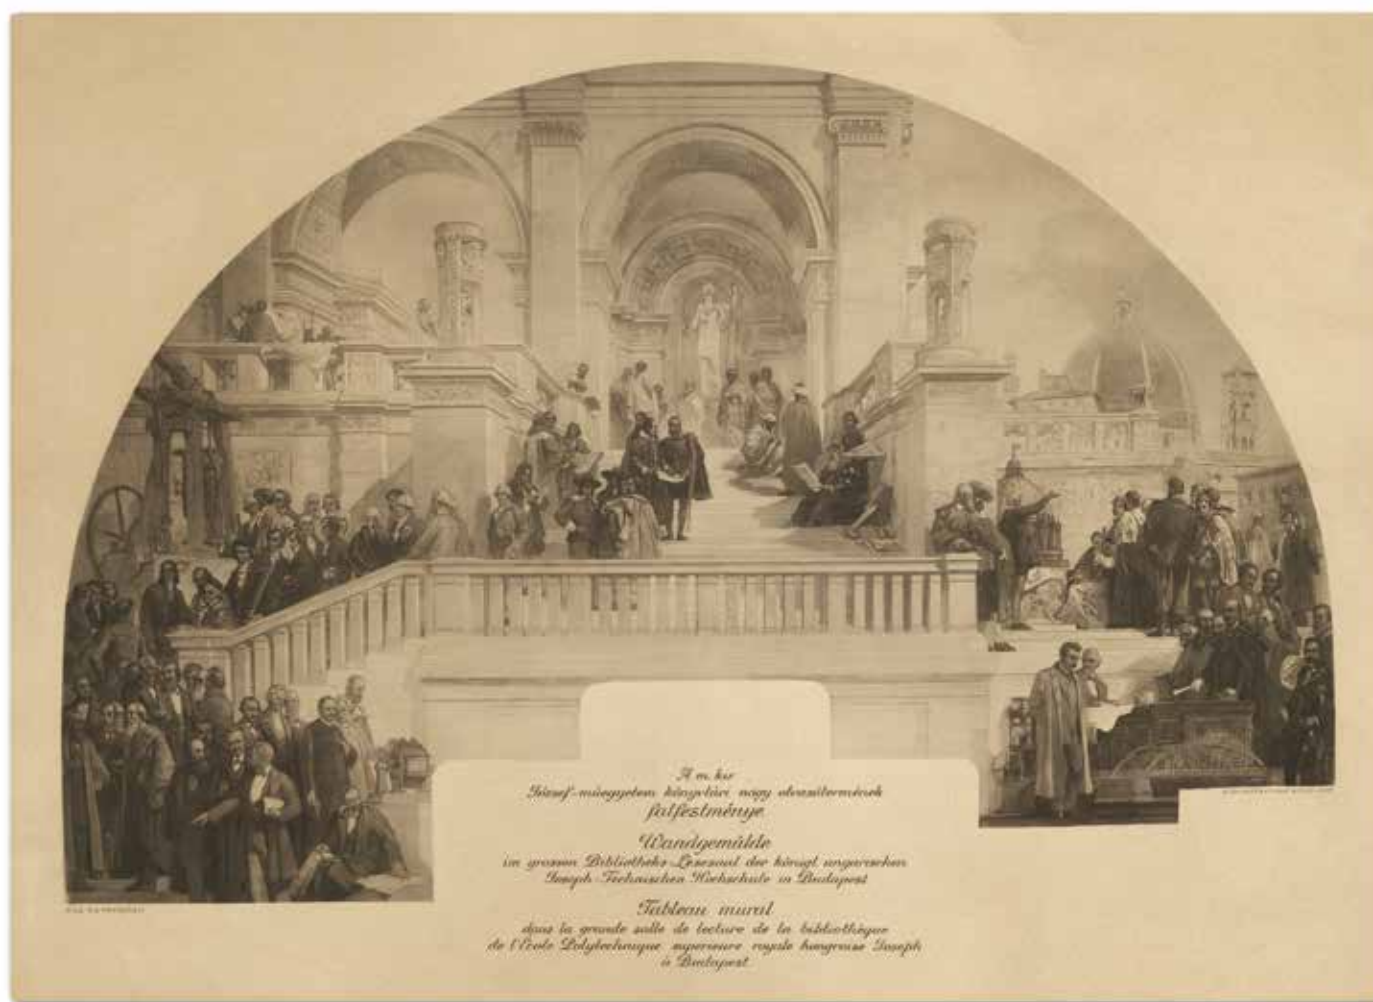 A m. kir
József-műegyetem könyvtári nagy olvasótermének
falfestménye
Wandgemälde
im grossen Bibliotheks-Lesesaal der königl. ungarischen
Joseph-Technischen Hochschule in Budapest
Tableau mural
dans la grande salle de lecture de la bibliothèque
de l'École Polytechnique superieure royale hongroise Joseph
à Budapest